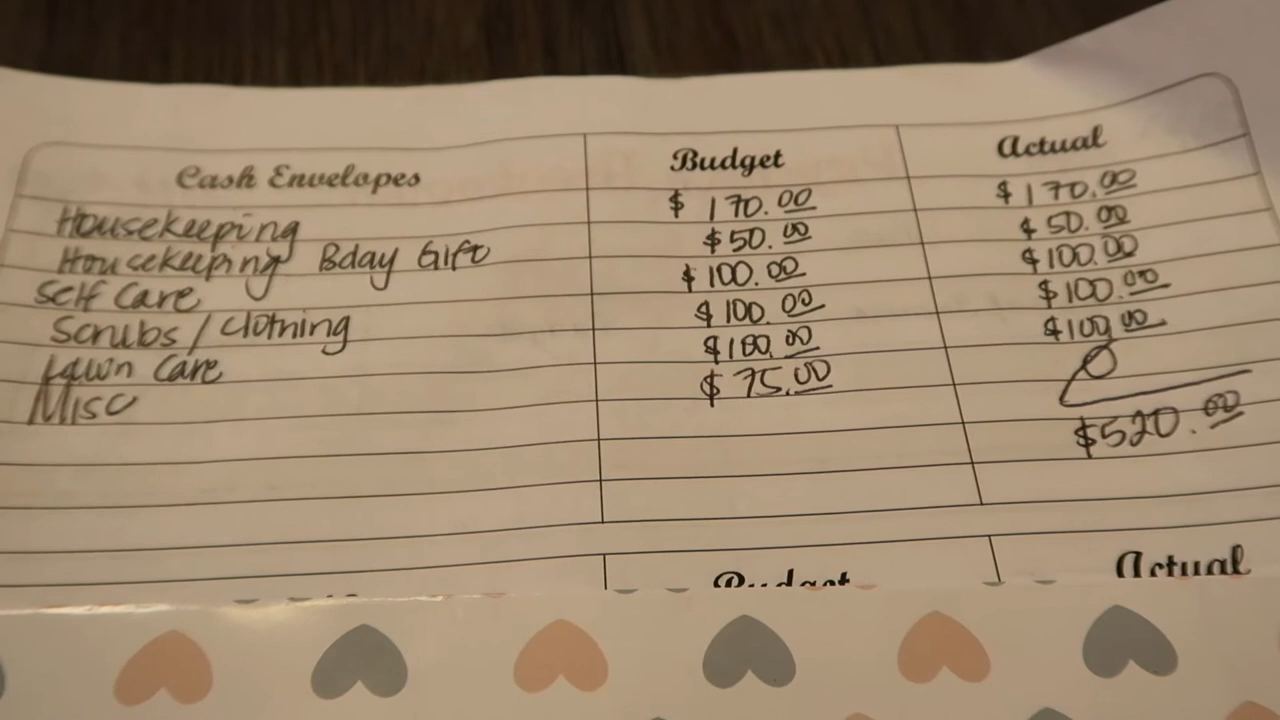 Cash Envelopes Budget Actual
Housekeeping $ 170.00 $ 170.00
Housekeeping Bday Gift $50.00 $ 50.00
Self Care $100.00 $100.00
Scrubs / Clothing $100.00 $100.00
Lawn Care $100.00 $100.00
Misc $ 75.00 0
$520.00
Budget Actual